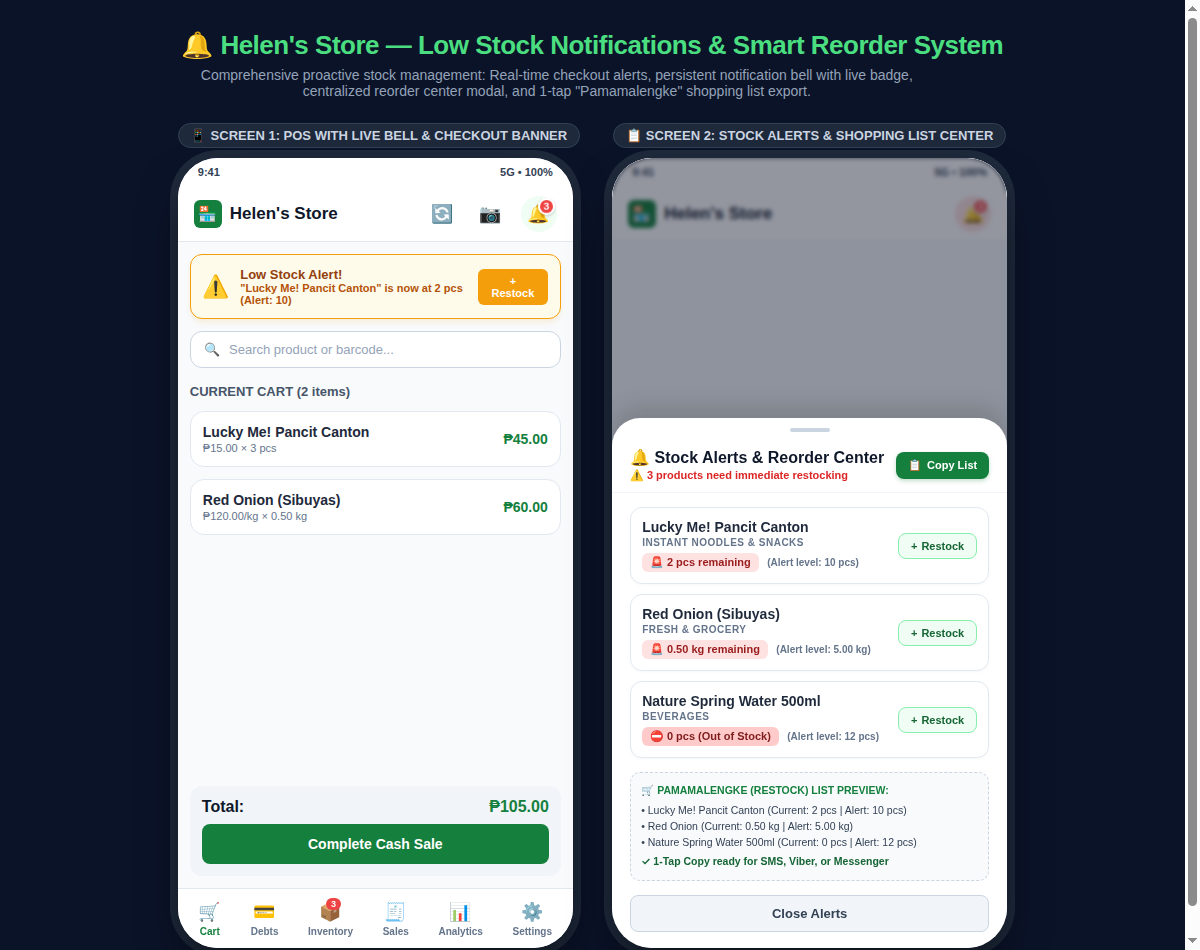 🔔 Helen's Store — Low Stock Notifications & Smart Reorder System
Comprehensive proactive stock management: Real-time checkout alerts, persistent notification bell with live badge,
centralized reorder center modal, and 1-tap "Pamamalengke" shopping list export.
📱 SCREEN 1: POS WITH LIVE BELL & CHECKOUT BANNER
9:41
5G • 100%
Helen's Store
3
Low Stock Alert!
"Lucky Me! Pancit Canton" is now at 2 pcs
(Alert: 10)
+
Restock
Search product or barcode...
CURRENT CART (2 items)
Lucky Me! Pancit Canton
₱15.00 × 3 pcs
₱45.00
Red Onion (Sibuyas)
₱120.00/kg × 0.50 kg
₱60.00
Total:
₱105.00
Complete Cash Sale
3
Cart
Debts
Inventory
Sales
Analytics
Settings
📋 SCREEN 2: STOCK ALERTS & SHOPPING LIST CENTER
9:41
5G • 100%
Helen's Store
🔔 Stock Alerts & Reorder Center
⚠️ 3 products need immediate restocking
📋 Copy List
Lucky Me! Pancit Canton
INSTANT NOODLES & SNACKS
🚨 2 pcs remaining (Alert level: 10 pcs)
+ Restock
Red Onion (Sibuyas)
FRESH & GROCERY
🚨 0.50 kg remaining (Alert level: 5.00 kg)
+ Restock
Nature Spring Water 500ml
BEVERAGES
⛔ 0 pcs (Out of Stock) (Alert level: 12 pcs)
+ Restock
🛒 PAMAMALENGKE (RESTOCK) LIST PREVIEW:
• Lucky Me! Pancit Canton (Current: 2 pcs | Alert: 10 pcs)
• Red Onion (Current: 0.50 kg | Alert: 5.00 kg)
• Nature Spring Water 500ml (Current: 0 pcs | Alert: 12 pcs)
✓ 1-Tap Copy ready for SMS, Viber, or Messenger
Close Alerts